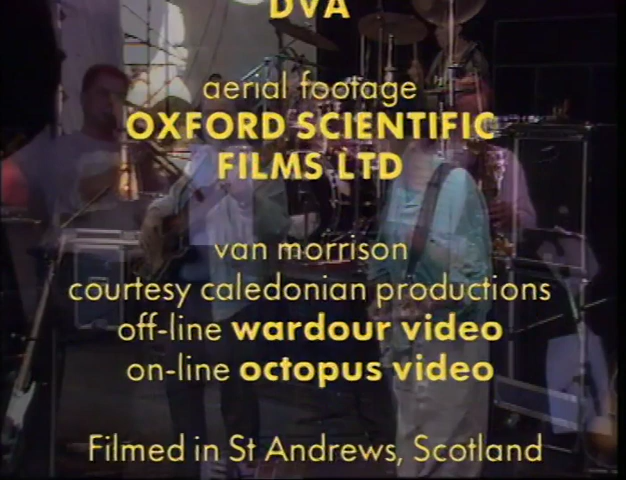 DVA
aerial footage
OXFORD SCIENTIFIC
FILMS LTD
van morrison
courtesy caledonian productions
off-line wardour video
on-line octopus video
Filmed in St Andrews, Scotland